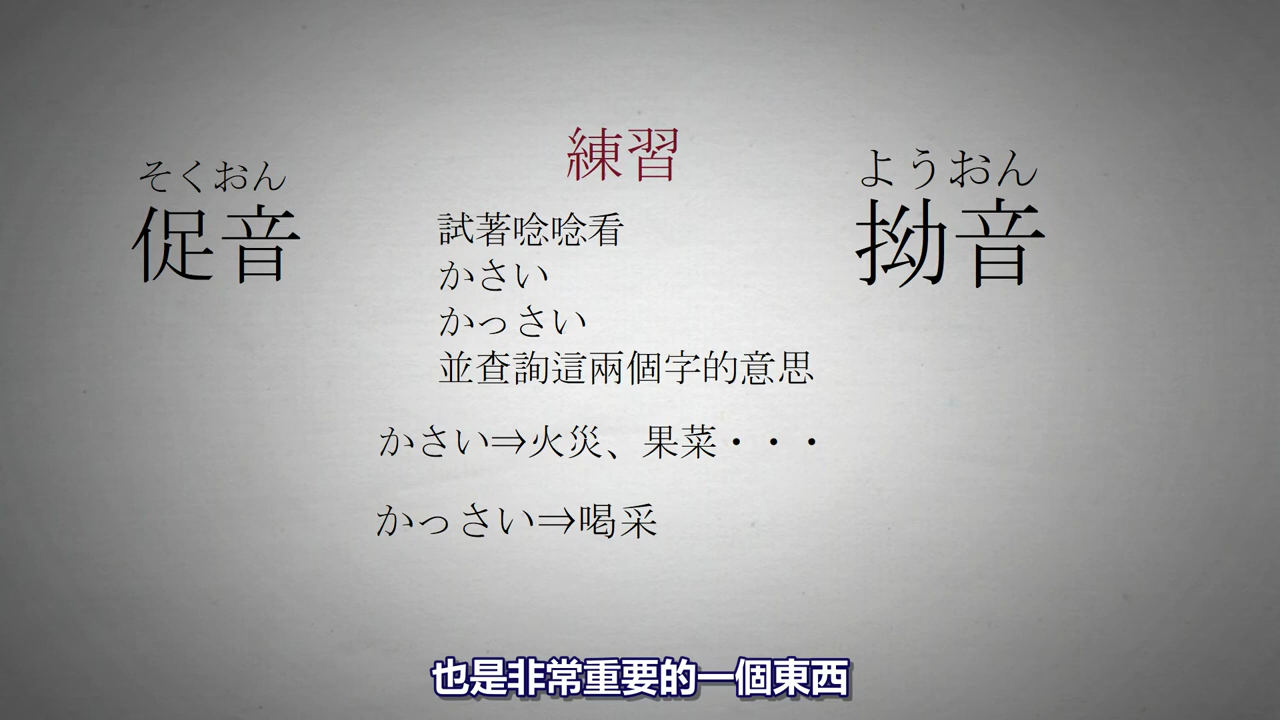 そくおん
促音
練習
試著唸唸看
かさい
かっさい
並查詢這兩個字的意思
かさい⇒火災、果菜・・・
かっさい⇒喝采
ようおん
拗音
也是非常重要的一個東西